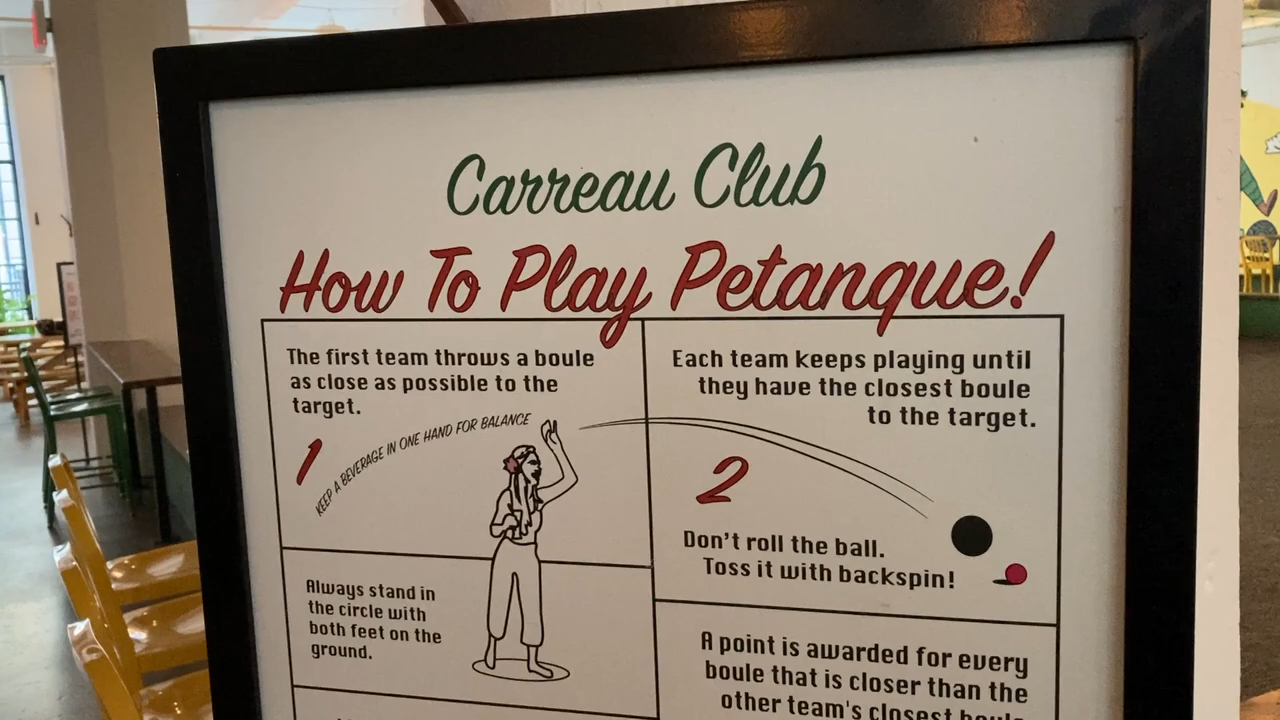 Carreau Club
How To Play Petanque!
The first team throws a boule
as close as possible to the
target.
1
KEEP A BEVERAGE IN ONE HAND FOR BALANCE
Each team keeps playing until
they have the closest boule
to the target.
2
Don't roll the ball.
Toss it with backspin!
Always stand in
the circle with
both feet on the
ground.
A point is awarded for every
boule that is closer than the
other team's closest boule